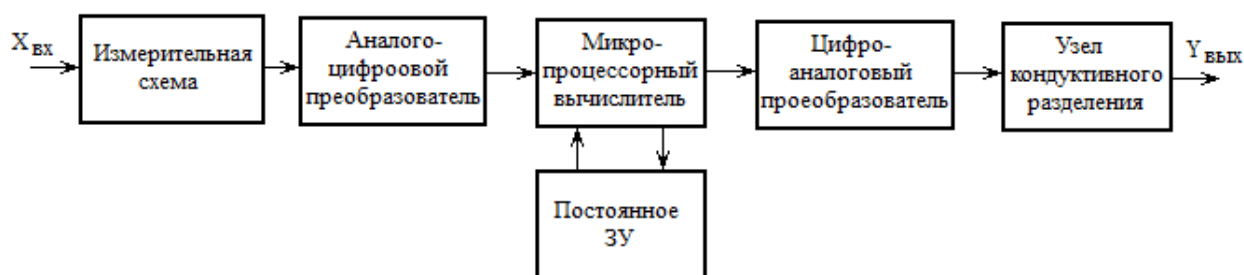 X вх
Измерительная
схема
Аналого-
цифроовой
преобразователь
Микро-
процессорный
вычислитель
Цифро-
аналоговый
проеобразователь
Узел
кондуктивного
разделения
Y вых
Постоянное
ЗУ